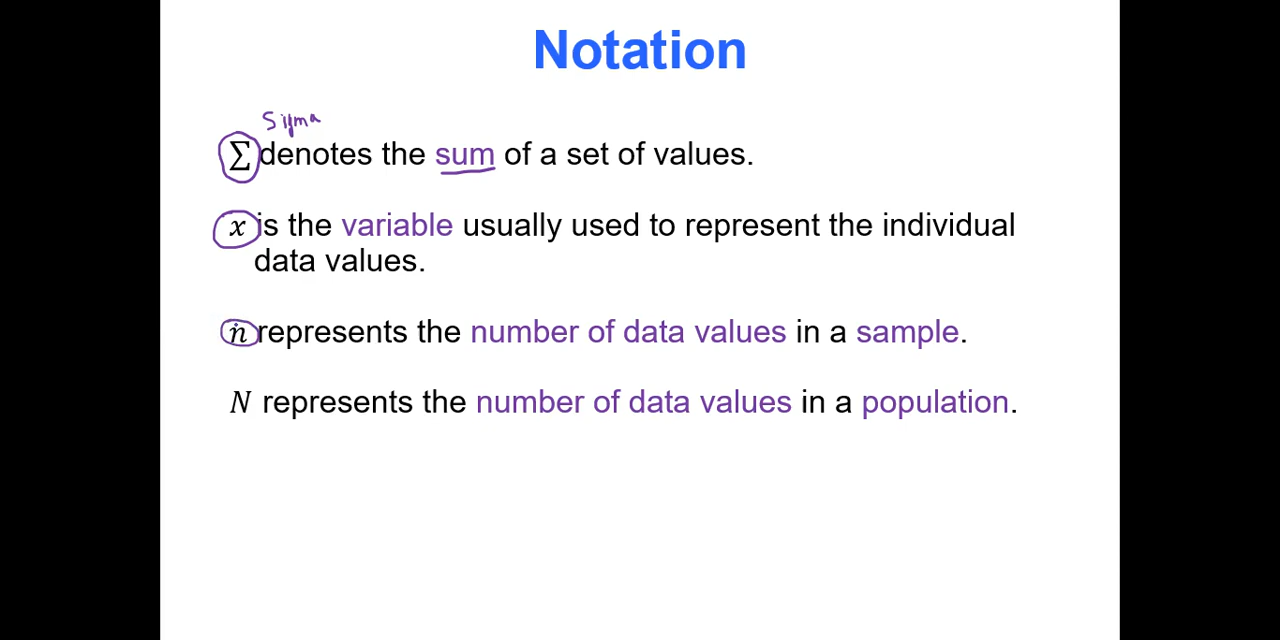 Notation
Sigma
∑ denotes the sum of a set of values.
x is the variable usually used to represent the individual
data values.
n represents the number of data values in a sample.
N represents the number of data values in a population.